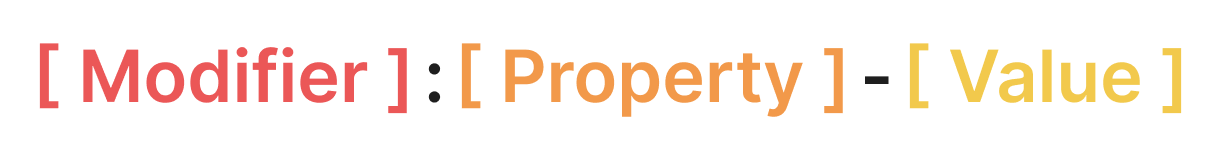 [ Modifier ]:[ Property ]-[ Value ]